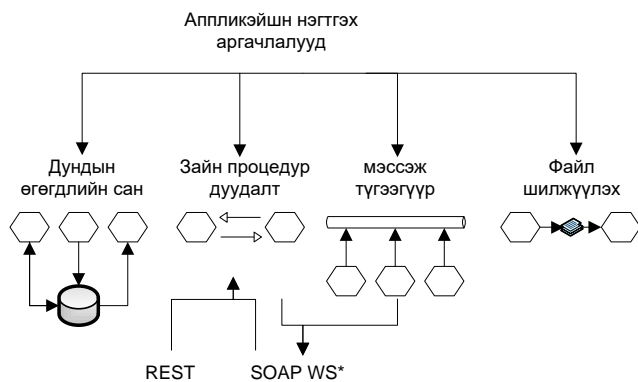 Аппликэйшн нэгтгэх
аргачлалууд
Дундын
өгөгдлийн сан
Зайн процедур
дуудалт
мэссэж
түгээгүүр
Файл
шилжүүлэх
REST
SOAP WS*